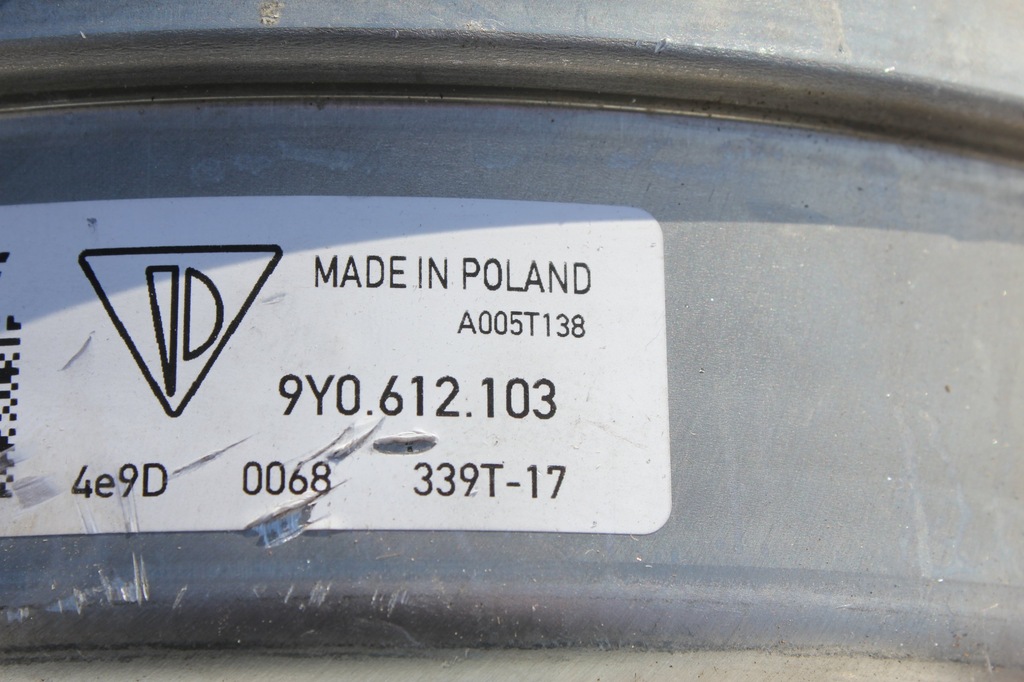 MADE IN POLAND
A005T138
9Y0.612.103
4e9D 0068 339T-17